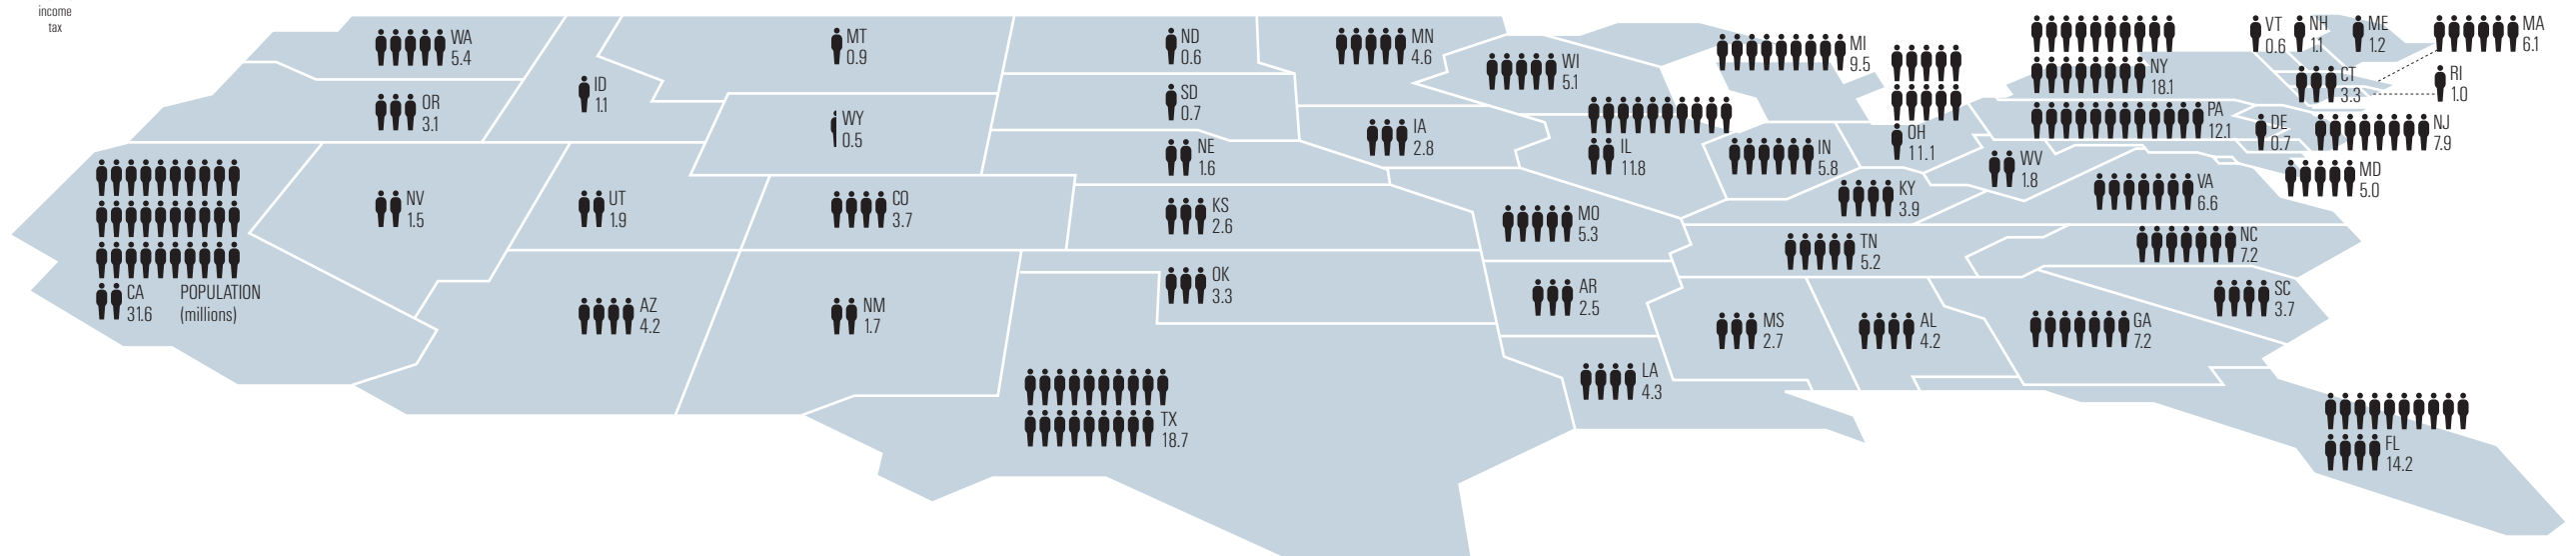 income
tax
WA
5.4
OR
3.1
CA
31.6
POPULATION
(millions)
NV
1.5
ID
1.1
UT
1.9
AZ
4.2
MT
0.9
WY
0.5
CO
3.7
NM
1.7
ND
0.6
SD
0.7
NE
1.6
KS
2.6
OK
3.3
TX
18.7
MN
4.6
IA
2.8
MO
5.3
AR
2.5
LA
4.3
WI
5.1
IL
11.8
MI
9.5
IN
5.8
OH
11.1
KY
3.9
TN
5.2
MS
2.7
AL
4.2
GA
7.2
FL
14.2
SC
3.7
NC
7.2
VA
6.6
WV
1.8
NY
18.1
PA
12.1
VT
0.6
NH
1.1
ME
1.2
MA
6.1
CT
3.3
RI
1.0
DE
0.7
NJ
7.9
MD
5.0